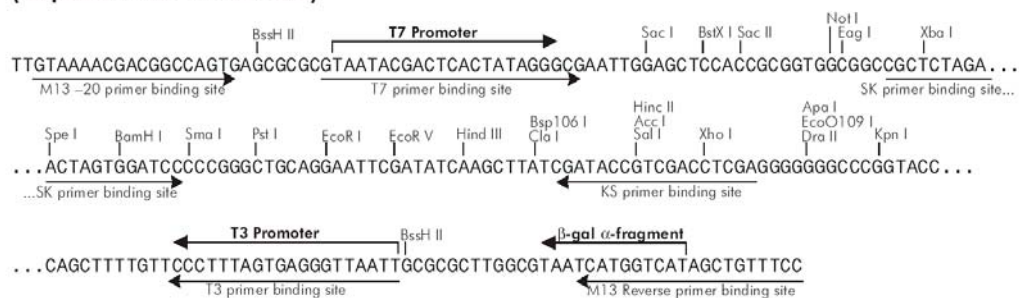 Not I
BssH II T7 Promoter Sac I BstX I Sac II Eag I Xba I
TTGTAAAACGACGGCCAGTGAGCGCGCGTAATACGACTCACTATAGGGCGAATTGGAGCTCCACCGCGGTGGCGGCCGCTCTAGA...
M13 –20 primer binding site T7 primer binding site SK primer binding site...
Hinc II Apa I
Bsp106 I Acc I EcoO109 I
Spe I BamH I Sma I Pst I EcoR I EcoR V Hind III Cla I Sal I Xho I Dra II Kpn I
...ACTAGTGGATCCCCCGGGCTGCAGGAATTCGATATCAAGCTTATCGATACCGTCGACCTCGAGGGGGGGCCCGGTACC...
...SK primer binding site KS primer binding site
T3 Promoter BssH II β-gal α-fragment
...CAGCTTTTGTTCCCTTTAGTGAGGGTTAATTGCGCGCTTGGCGTAATCATGGTCATAGCTGTTTCC
T3 primer binding site M13 Reverse primer binding site